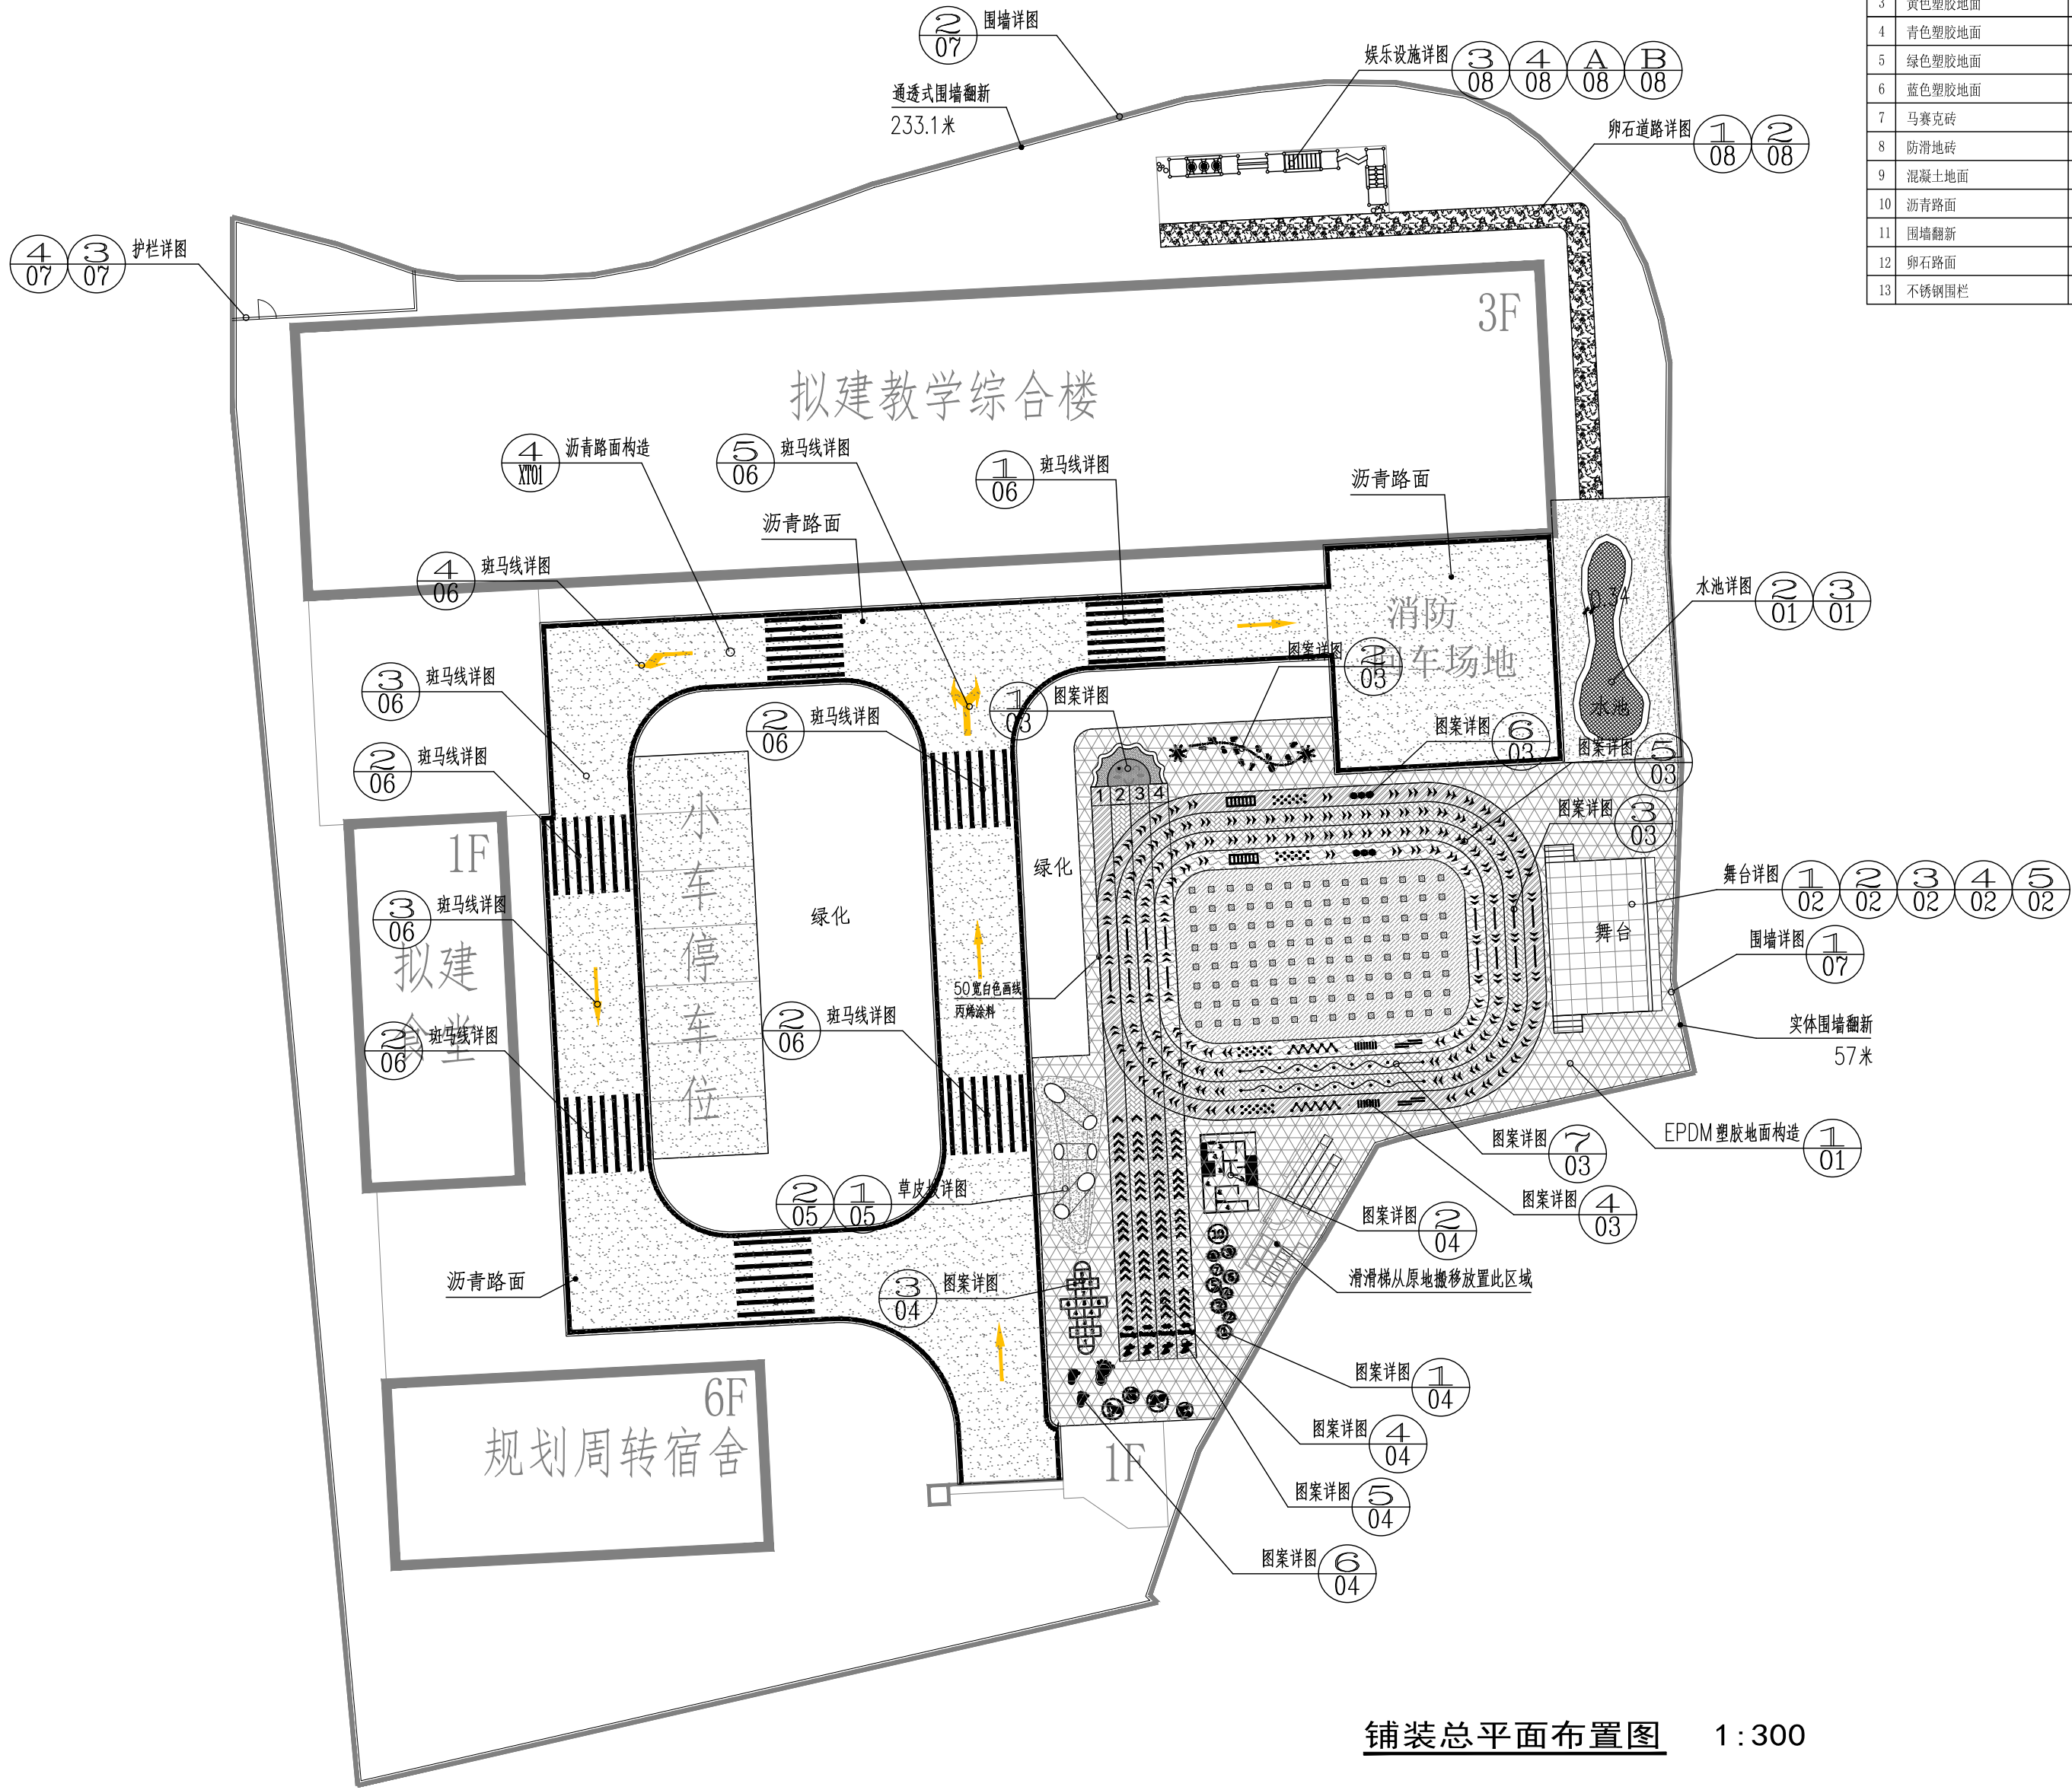 3 黄色塑胶地面
4 青色塑胶地面
5 绿色塑胶地面
6 蓝色塑胶地面
7 马赛克砖
8 防滑地砖
9 混凝土地面
10 沥青路面
11 围墙翻新
12 卵石路面
13 不锈钢围栏
2 07 围墙详图
通透式围墙翻新
233.1米
娱乐设施详图 3 08 4 08 A 08 B 08
卵石道路详图 1 08 2 08
4 07 3 07 护栏详图
3F
拟建教学综合楼
4 XT01 沥青路面构造
5 06 斑马线详图
1 06 斑马线详图
沥青路面
沥青路面
4 06 斑马线详图
水池详图 2 01 3 01
消防
回车场地
图案详图 2 03
3 06 斑马线详图
1 03 图案详图
2 06 斑马线详图
水池
图案详图 6 03
图案详图 5 03
2 06 斑马线详图
1 2 3 4
图案详图 3 03
小车停车位
1F
绿化
绿化
舞台详图 1 02 2 02 3 02 4 02 5 02
3 06 斑马线详图
舞台
围墙详图 1 07
拟建
食堂
50宽白色画线
丙烯涂料
2 06 斑马线详图
2 06 斑马线详图
实体围墙翻新
57米
EPDM塑胶地面构造 1 01
图案详图 7 03
2 05 1 05 草皮坡详图
图案详图 4 03
图案详图 2 04
10
沥青路面
3 04 图案详图
滑滑梯从原地搬移放置此区域
6F
规划周转宿舍
图案详图 1 04
图案详图 4 04
1F
图案详图 5 04
图案详图 6 04
铺装总平面布置图 1:300